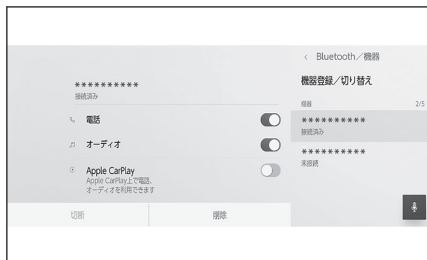 ＊＊＊＊＊＊＊＊＊＊
接続済み
電話
オーディオ
Apple CarPlay
Apple CarPlay上で電話、
オーディオを利用できます
切断
削除
< Bluetooth／機器
機器登録／切り替え
機器 2/5
＊＊＊＊＊＊＊＊＊＊
接続済み
＊＊＊＊＊＊＊＊＊＊
未接続